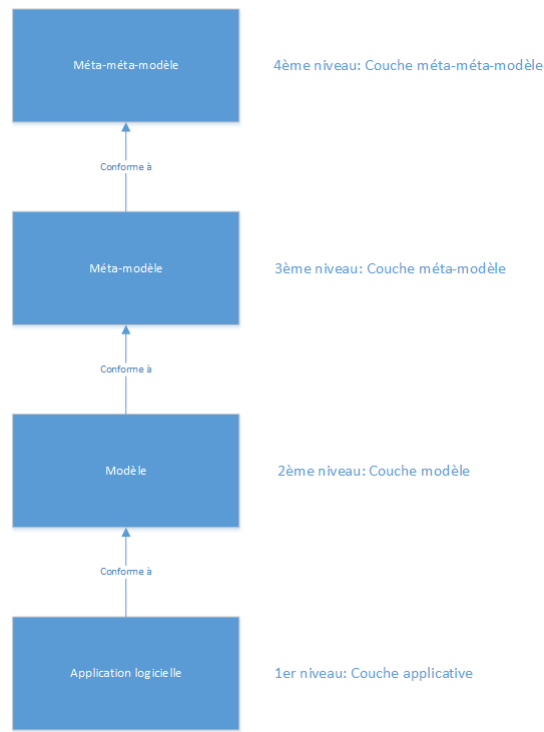 Méta-méta-modèle
4ème niveau: Couche méta-méta-modèle
Conforme à
Méta-modèle
3ème niveau: Couche méta-modèle
Conforme à
Modèle
2ème niveau: Couche modèle
Conforme à
Application logicielle
1er niveau: Couche applicative